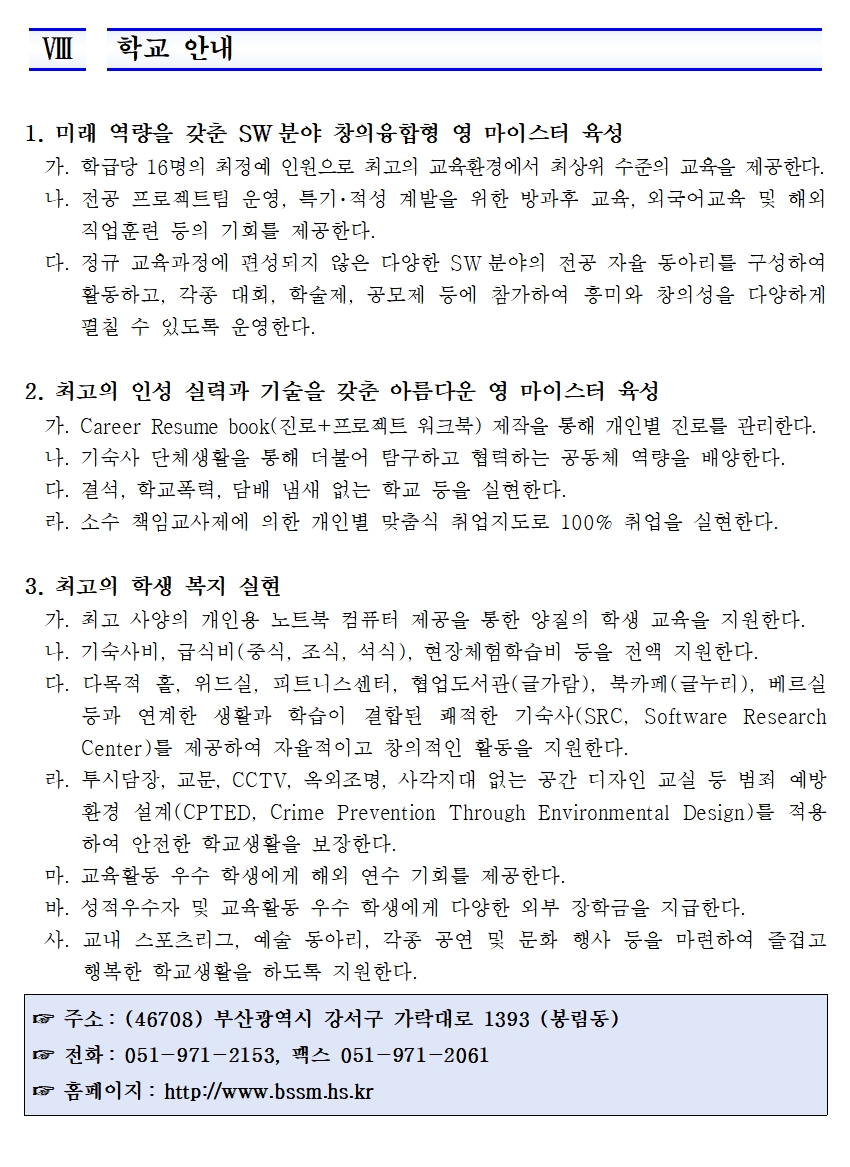 Ⅷ 학교 안내
1. 미래 역량을 갖춘 SW분야 창의융합형 영 마이스터 육성
가. 학급당 16명의 최정예 인원으로 최고의 교육환경에서 최상위 수준의 교육을 제공한다.
나. 전공 프로젝트팀 운영, 특기·적성 계발을 위한 방과후 교육, 외국어교육 및 해외
직업훈련 등의 기회를 제공한다.
다. 정규 교육과정에 편성되지 않은 다양한 SW분야의 전공 자율 동아리를 구성하여
활동하고, 각종 대회, 학술제, 공모제 등에 참가하여 흥미와 창의성을 다양하게
펼칠 수 있도록 운영한다.
2. 최고의 인성 실력과 기술을 갖춘 아름다운 영 마이스터 육성
가. Career Resume book(진로+프로젝트 워크북) 제작을 통해 개인별 진로를 관리한다.
나. 기숙사 단체생활을 통해 더불어 탐구하고 협력하는 공동체 역량을 배양한다.
다. 결석, 학교폭력, 담배 냄새 없는 학교 등을 실현한다.
라. 소수 책임교사제에 의한 개인별 맞춤식 취업지도로 100% 취업을 실현한다.
3. 최고의 학생 복지 실현
가. 최고 사양의 개인용 노트북 컴퓨터 제공을 통한 양질의 학생 교육을 지원한다.
나. 기숙사비, 급식비(중식, 조식, 석식), 현장체험학습비 등을 전액 지원한다.
다. 다목적 홀, 위드실, 피트니스센터, 협업도서관(글가람), 북카페(글누리), 베르실
등과 연계한 생활과 학습이 결합된 쾌적한 기숙사(SRC, Software Research
Center)를 제공하여 자율적이고 창의적인 활동을 지원한다.
라. 투시담장, 교문, CCTV, 옥외조명, 사각지대 없는 공간 디자인 교실 등 범죄 예방
환경 설계(CPTED, Crime Prevention Through Environmental Design)를 적용
하여 안전한 학교생활을 보장한다.
마. 교육활동 우수 학생에게 해외 연수 기회를 제공한다.
바. 성적우수자 및 교육활동 우수 학생에게 다양한 외부 장학금을 지급한다.
사. 교내 스포츠리그, 예술 동아리, 각종 공연 및 문화 행사 등을 마련하여 즐겁고
행복한 학교생활을 하도록 지원한다.
☞ 주소 : (46708) 부산광역시 강서구 가락대로 1393 (봉림동)
☞ 전화 : 051-971-2153, 팩스 051-971-2061
☞ 홈페이지 : http://www.bssm.hs.kr